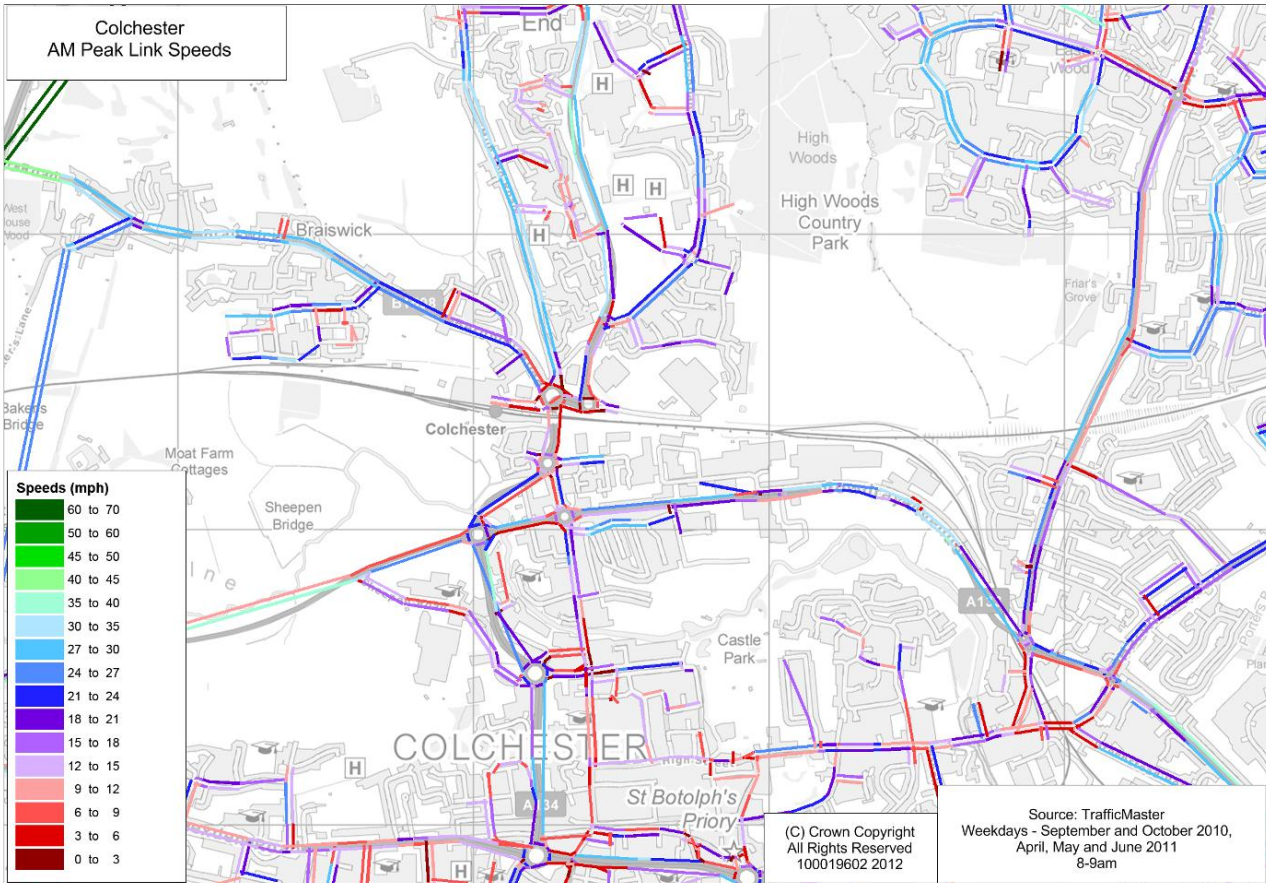 Colchester
AM Peak Link Speeds
End
H
Wood
High
Woods
H
H
H
High Woods
Country
Park
West
House
Wood
Braiswick
Friar's
Grove
Baker's
Bridge
Colchester
Moat Farm
Cottages
Sheepen
Bridge
Speeds (mph)
60 to 70
50 to 60
45 to 50
40 to 45
35 to 40
30 to 35
27 to 30
24 to 27
21 to 24
18 to 21
15 to 18
12 to 15
9 to 12
6 to 9
3 to 6
0 to 3
Castle
Park
COLCHESTER
H
St Botolph's
Priory
A134
H
(C) Crown Copyright
All Rights Reserved
100019602 2012
Source: TrafficMaster
Weekdays - September and October 2010,
April, May and June 2011
8-9am